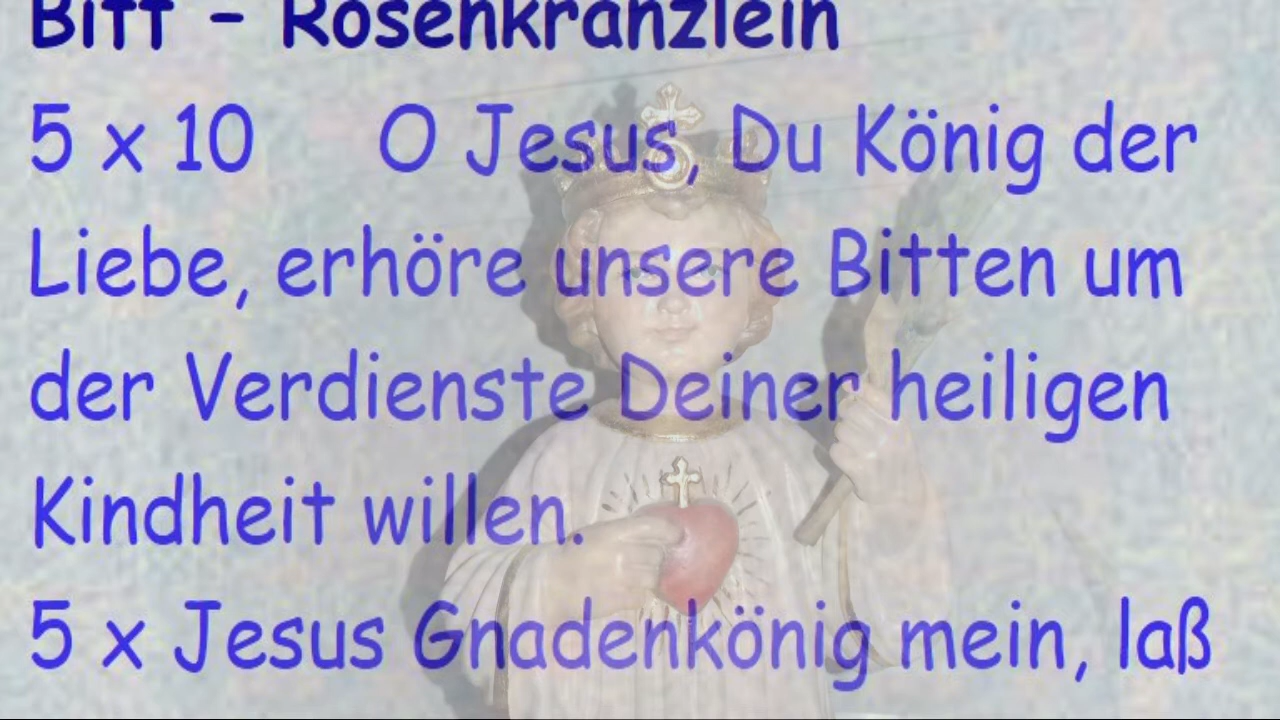 Bitt - Rosenkränzlein
5 x 10 O Jesus, Du König der
Liebe, erhöre unsere Bitten um
der Verdienste Deiner heiligen
Kindheit willen.
5 x Jesus Gnadenkönig mein, laß